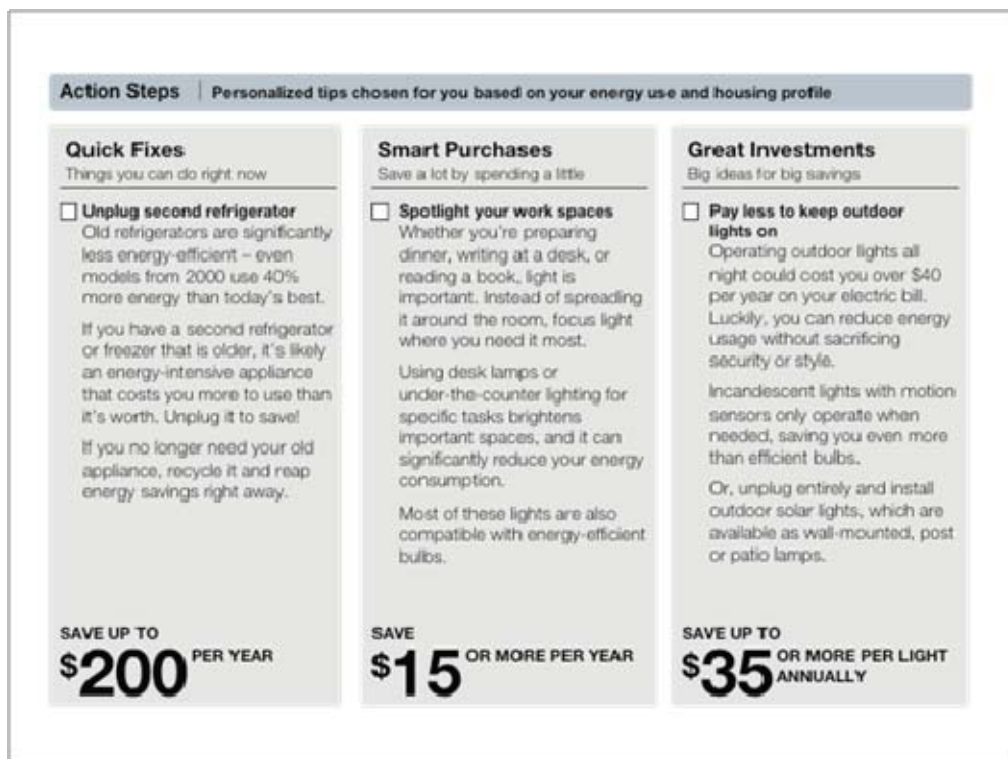 Action Steps | Personalized tips chosen for you based on your energy use and housing profile
Quick Fixes
Things you can do right now
Unplug second refrigerator
Old refrigerators are significantly
less energy-efficient – even
models from 2000 use 40%
more energy than today's best.
If you have a second refrigerator
or freezer that is older, it's likely
an energy-intensive appliance
that costs you more to use than
it's worth. Unplug it to save!
If you no longer need your old
appliance, recycle it and reap
energy savings right away.
SAVE UP TO
$200 PER YEAR
Smart Purchases
Save a lot by spending a little
Spotlight your work spaces
Whether you're preparing
dinner, writing at a desk, or
reading a book, light is
important. Instead of spreading
it around the room, focus light
where you need it most.
Using desk lamps or
under-the-counter lighting for
specific tasks brightens
important spaces, and it can
significantly reduce your energy
consumption.
Most of these lights are also
compatible with energy-efficient
bulbs.
SAVE
$15 OR MORE PER YEAR
Great Investments
Big ideas for big savings
Pay less to keep outdoor
lights on
Operating outdoor lights all
night could cost you over $40
per year on your electric bill.
Luckily, you can reduce energy
usage without sacrificing
security or style.
Incandescent lights with motion
sensors only operate when
needed, saving you even more
than efficient bulbs.
Or, unplug entirely and install
outdoor solar lights, which are
available as wall-mounted, post
or patio lamps.
SAVE UP TO
$35 OR MORE PER LIGHT
ANNUALLY